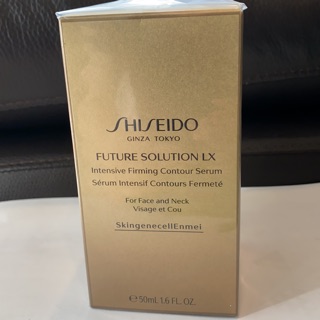 SHISEIDO
GINZA TOKYO
FUTURE SOLUTION LX
Intensive Firming Contour Serum
Sérum Intensif Contours Fermeté
For Face and Neck
Visage et Cou
SkingenecellEnmei
℮ 50mL 1.6 FL. OZ.